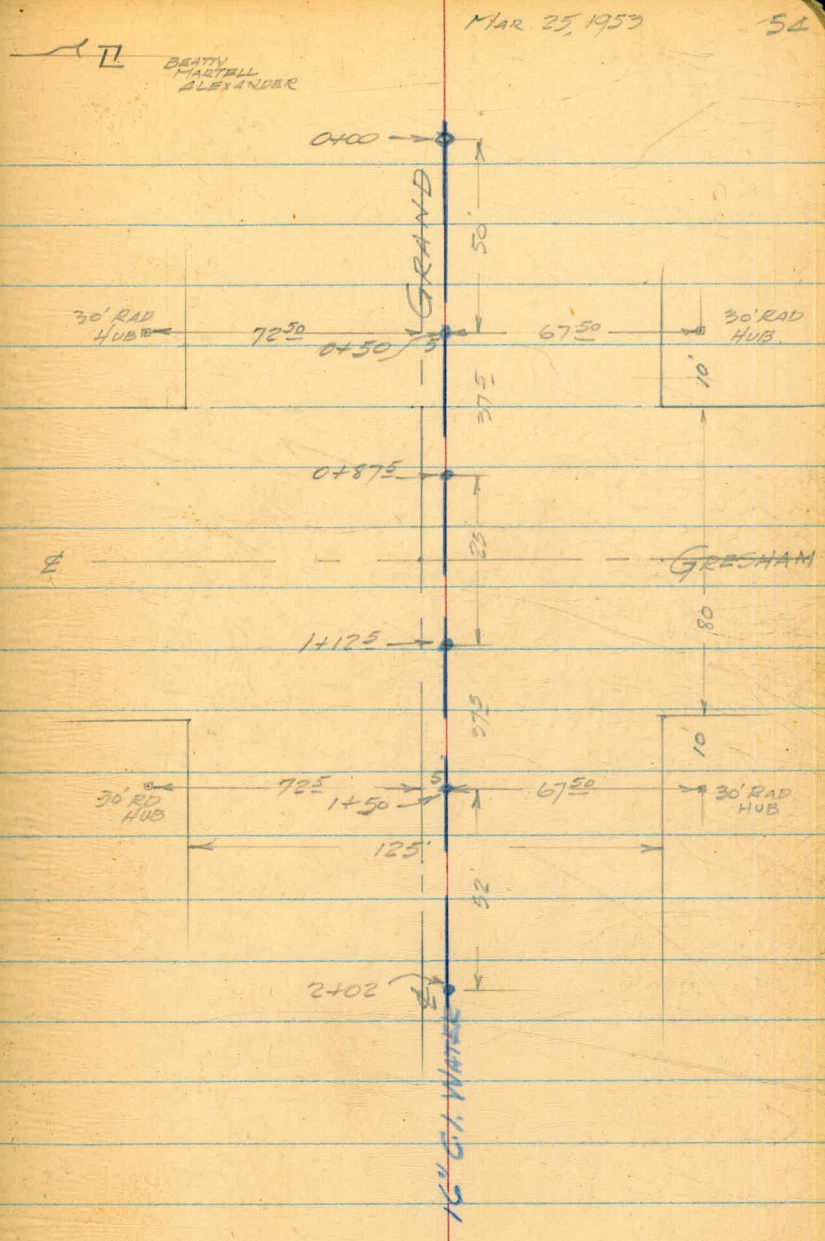 MAR. 25, 1953
54
BEATTY
MARTELL
ALEXANDER
0+00
GRAND
50'
30' RAD
HUB
72 50
0+50
5
67 50
30' RAD
HUB.
10'
37 5
0+87 5
25'
℄
GRESHAM
80
1+12 5
37 5
10'
30' RD
HUB
72 5
1+50
5
67 50
30' RAD
HUB
125'
52'
2+02
℄
16" C.I. WATER